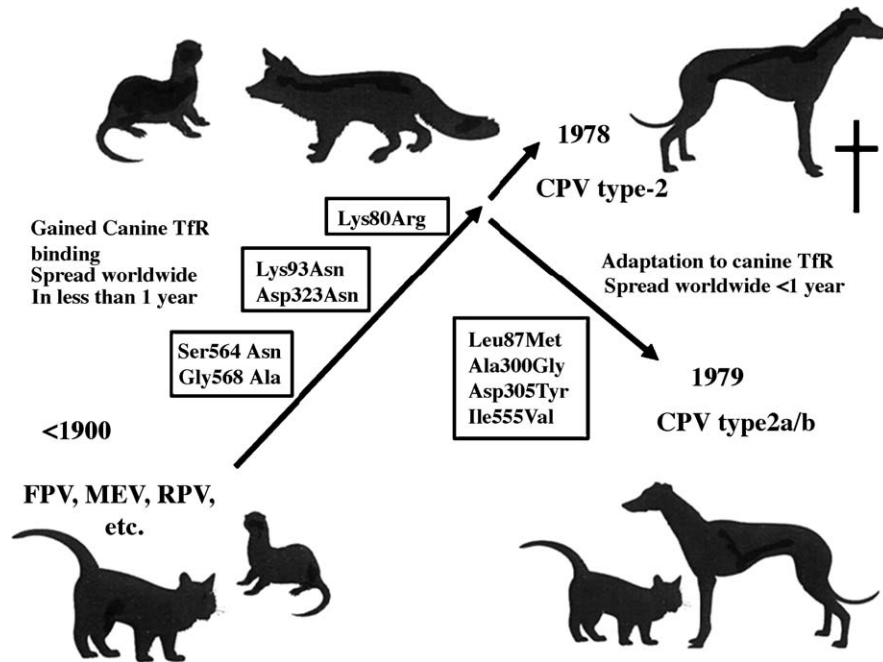 1978
CPV type-2
Lys80Arg
Gained Canine TfR
binding
Spread worldwide
In less than 1 year
Lys93Asn
Asp323Asn
Adaptation to canine TfR
Spread worldwide <1 year
Ser564 Asn
Gly568 Ala
Leu87Met
Ala300Gly
Asp305Tyr
Ile555Val
1979
CPV type2a/b
<1900
FPV, MEV, RPV,
etc.